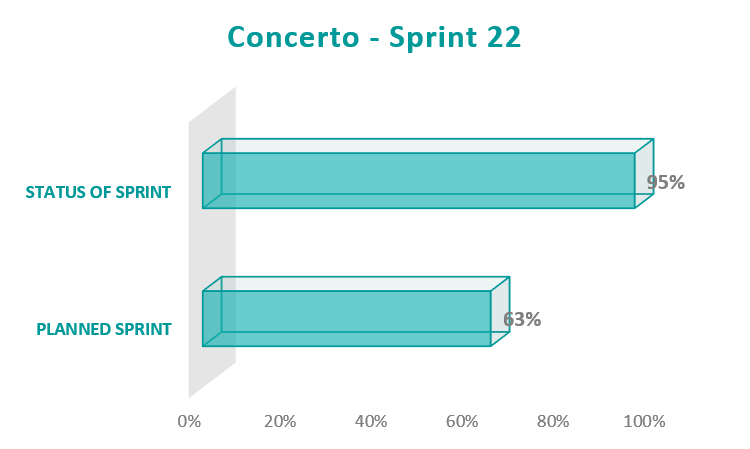 Concerto - Sprint 22
STATUS OF SPRINT
95%
PLANNED SPRINT
63%
0% 20% 40% 60% 80% 100%